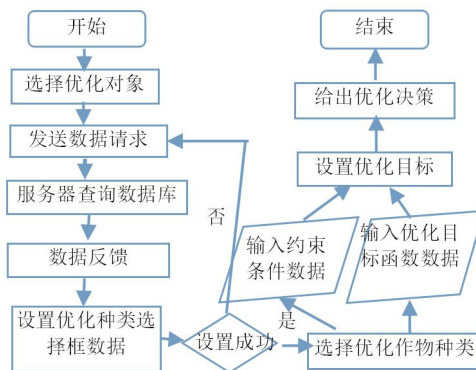 开始
选择优化对象
发送数据请求
服务器查询数据库
数据反馈
设置优化种类选
择框数据
设置成功
否
是
选择优化作物种类
输入约束
条件数据
输入优化目
标函数数据
设置优化目标
给出优化决策
结束